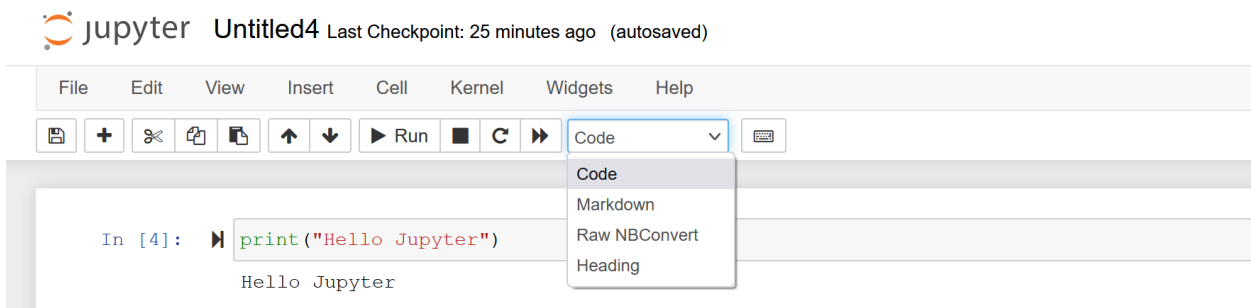 jupyter Untitled4 Last Checkpoint: 25 minutes ago (autosaved)
File Edit View Insert Cell Kernel Widgets Help
Run Code
Code
Markdown
Raw NBConvert
Heading
In [4]: print("Hello Jupyter")
Hello Jupyter